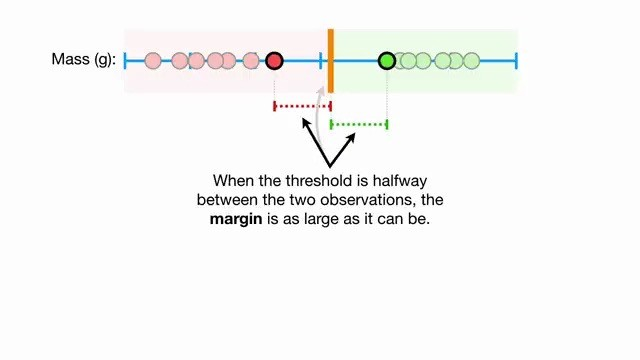 Mass (g):
When the threshold is halfway
between the two observations, the
margin is as large as it can be.